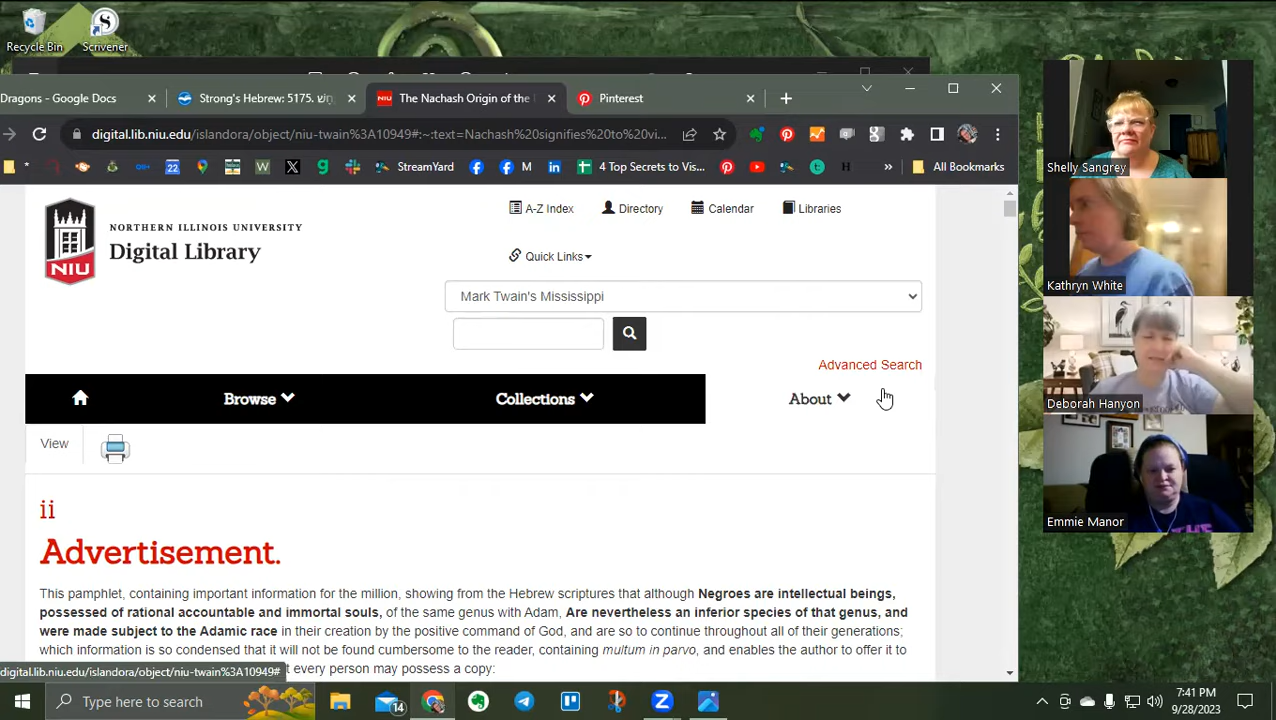 Recycle Bin
Scrivener
Dragons - Google Docs
Strong's Hebrew: 5175.
The Nachash Origin of the
Pinterest
digital.lib.niu.edu/islandora/object/niu-twain%3A10949#:~:text=Nachash%20signifies%20to%20vi...
StreamYard
M
4 Top Secrets to Vis...
All Bookmarks
NORTHERN ILLINOIS UNIVERSITY
Digital Library
NIU
A-Z Index
Directory
Calendar
Libraries
Quick Links
Mark Twain's Mississippi
Advanced Search
Browse
Collections
About
View
ii
Advertisement.
This pamphlet, containing important information for the million, showing from the Hebrew scriptures that although Negroes are intellectual beings,
possessed of rational accountable and immortal souls, of the same genus with Adam, Are nevertheless an inferior species of that genus, and
were made subject to the Adamic race in their creation by the positive command of God, and are so to continue throughout all of their generations;
which information is so condensed that it will not be found cumbersome to the reader, containing multum in parvo, and enables the author to offer it to
t every person may possess a copy:
digital.lib.niu.edu/islandora/object/niu-twain%3A10949#
Shelly Sangrey
Kathryn White
Deborah Hanyon
Emmie Manor
Type here to search
14
7:41 PM
9/28/2023